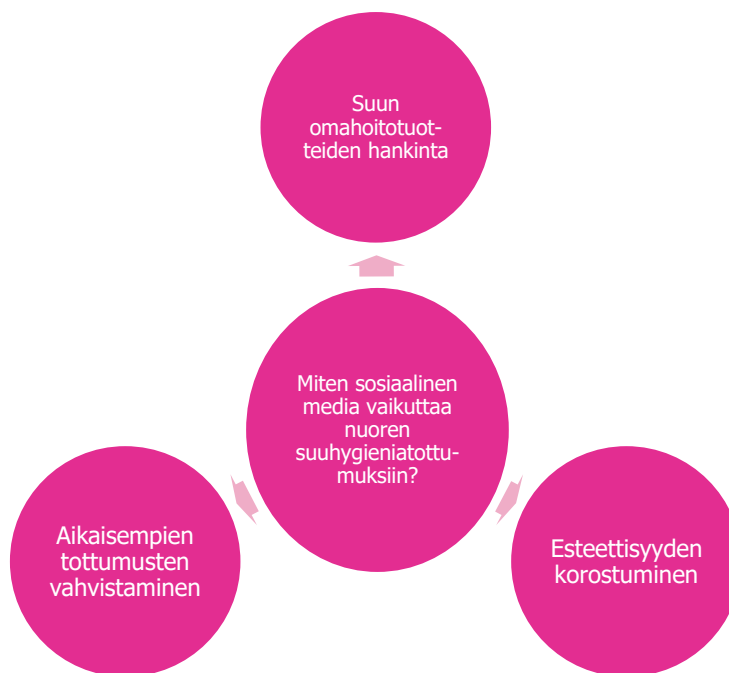 Suun
omahoitotuot-
teiden hankinta
Miten sosiaalinen
media vaikuttaa
nuoren
suuhygieniatottu-
muksiin?
Aikaisempien
tottumusten
vahvistaminen
Esteettisyyden
korostuminen